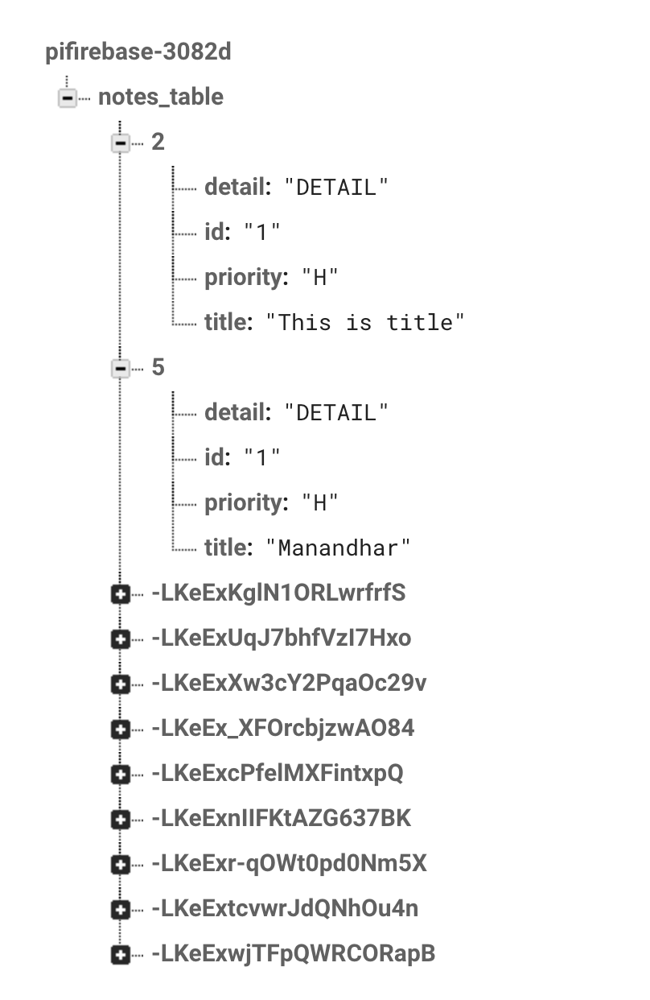 pifirebase-3082d
notes_table
2
detail: "DETAIL"
id: "1"
priority: "H"
title: "This is title"
5
detail: "DETAIL"
id: "1"
priority: "H"
title: "Manandhar"
-LKeExKglN1ORLwrfrfS
-LKeExUqJ7bhfVzI7Hxo
-LKeExXw3cY2PqaOc29v
-LKeEx_XFOrcbjzwAO84
-LKeExcPfelMXFintxpQ
-LKeExnIIFKtAZG637BK
-LKeExr-qOWt0pd0Nm5X
-LKeExtcvwrJdQNhOu4n
-LKeExwjTFpQWRCORapB